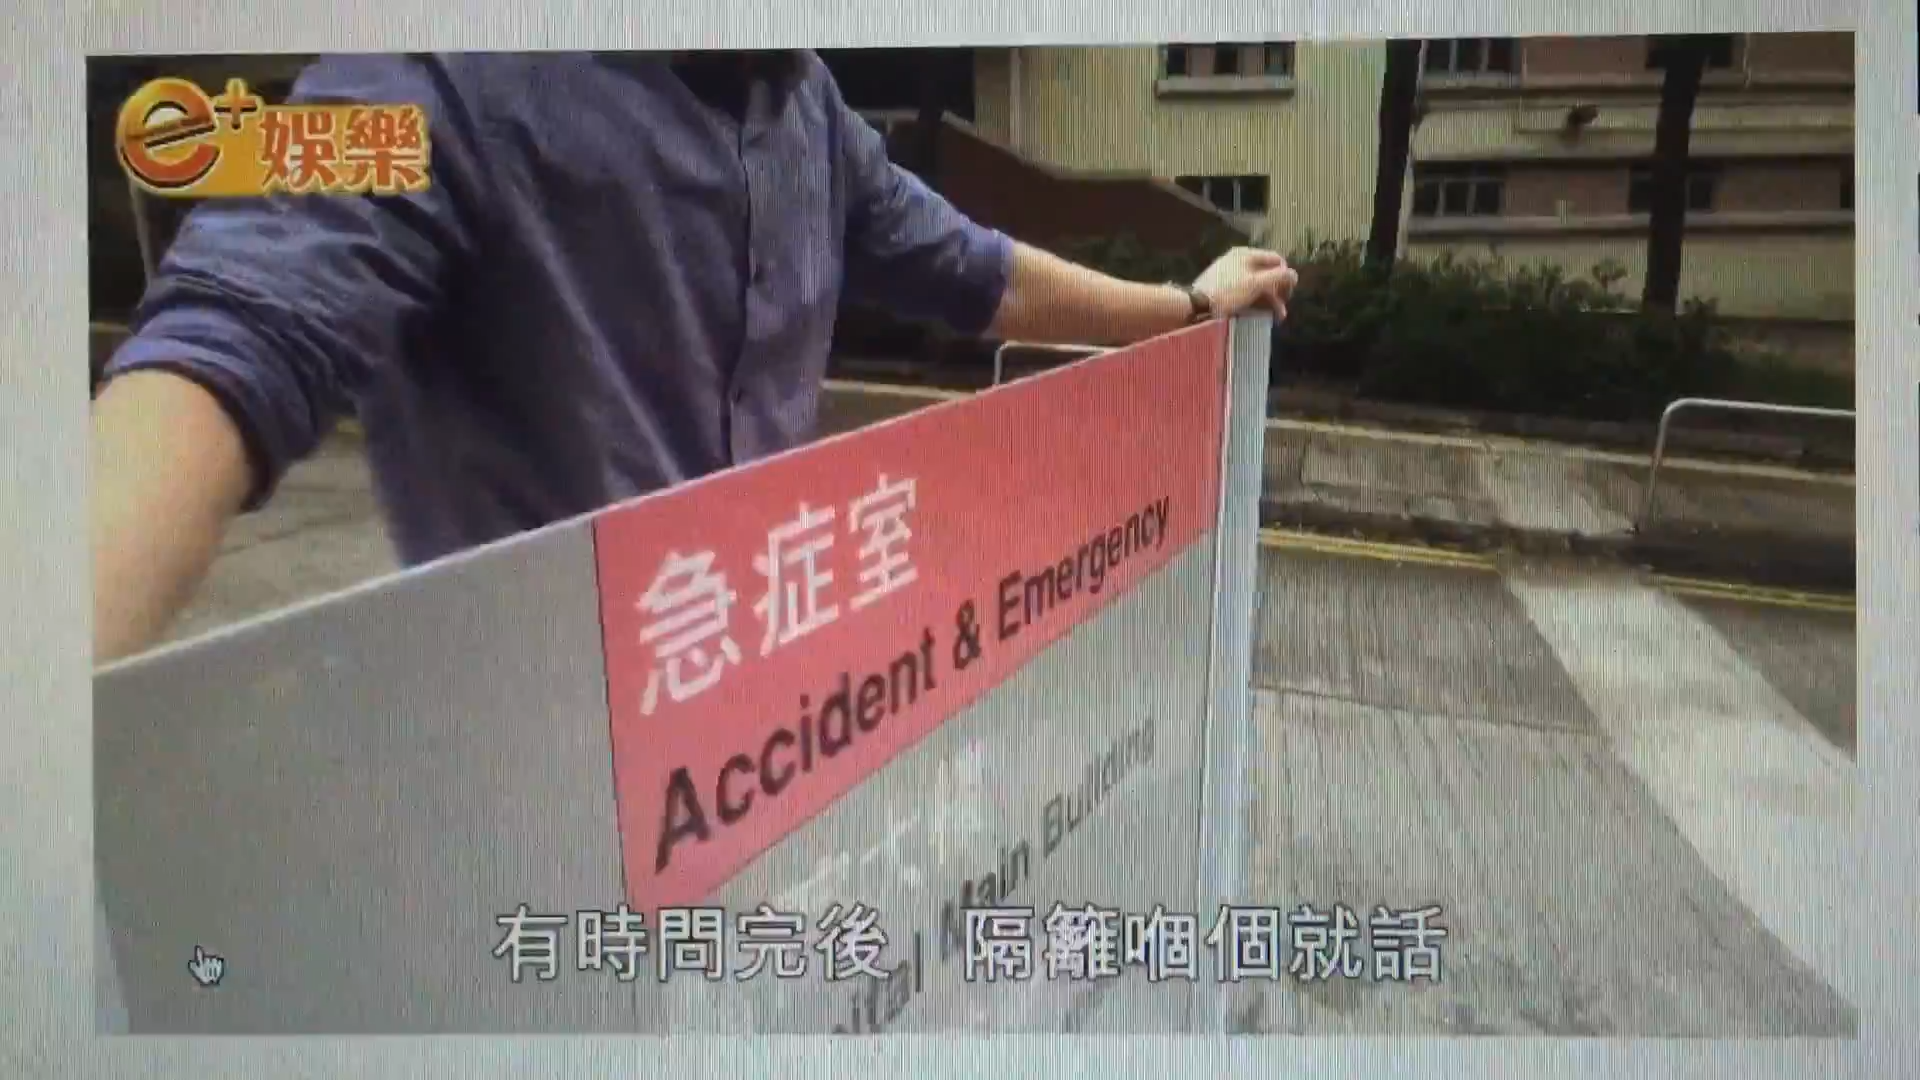 e+娛樂
急症室
Accident & Emergency
Main Building
有時間完後 隔籬嗰個就話